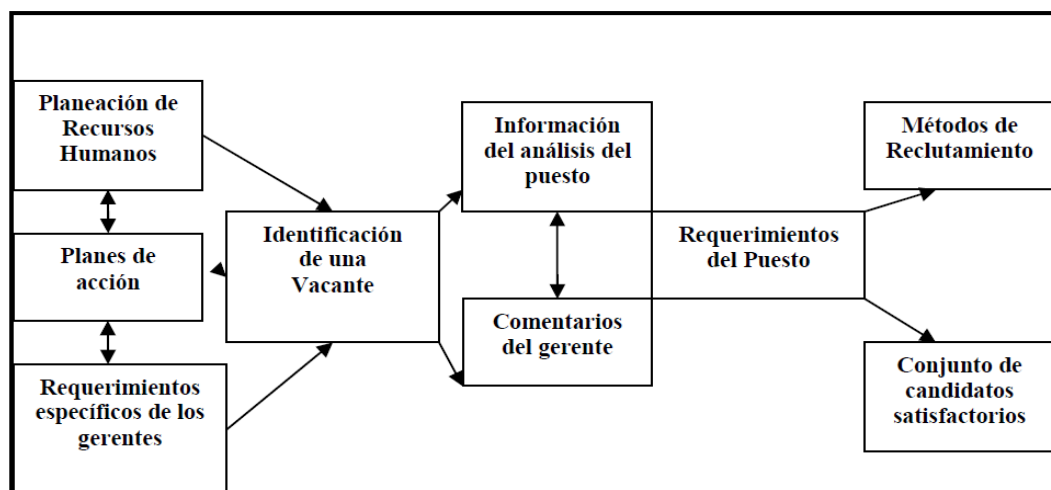 Planeación de
Recursos
Humanos
Planes de
acción
Requerimientos
específicos de los
gerentes
Identificación
de una
Vacante
Información
del análisis del
puesto
Comentarios
del gerente
Requerimientos
del Puesto
Métodos de
Reclutamiento
Conjunto de
candidatos
satisfactorios